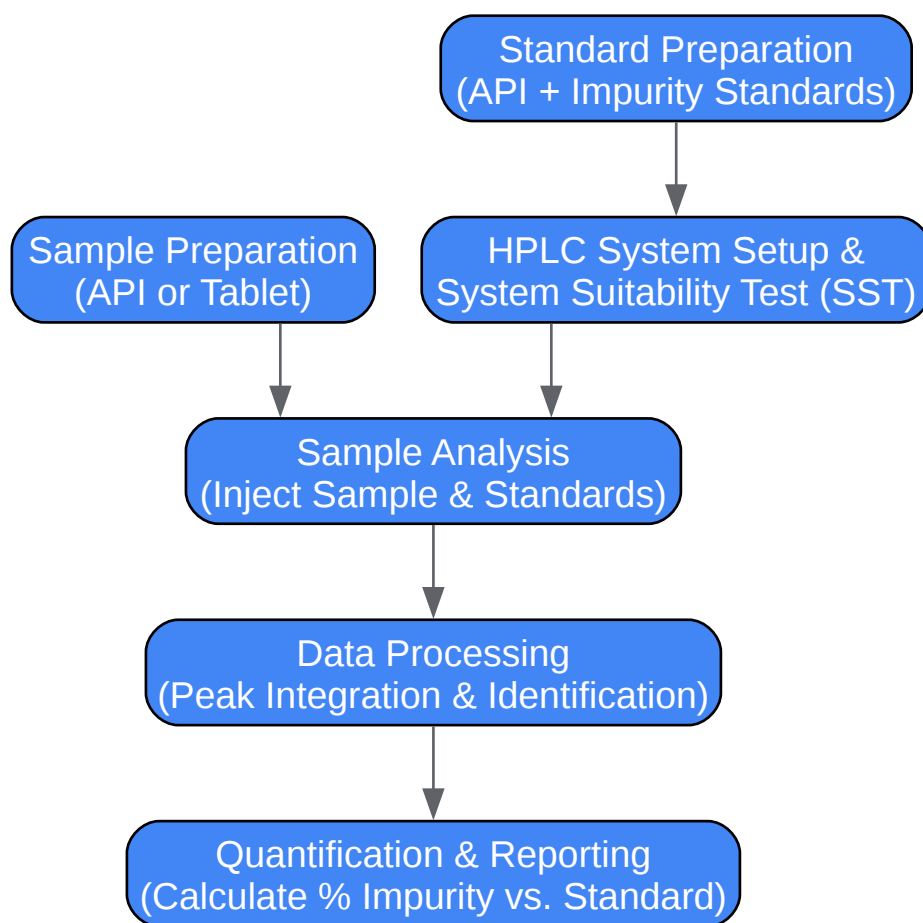 Standard Preparation
(API + Impurity Standards)
Sample Preparation
(API or Tablet)
HPLC System Setup &
System Suitability Test (SST)
Sample Analysis
(Inject Sample & Standards)
Data Processing
(Peak Integration & Identification)
Quantification & Reporting
(Calculate % Impurity vs. Standard)